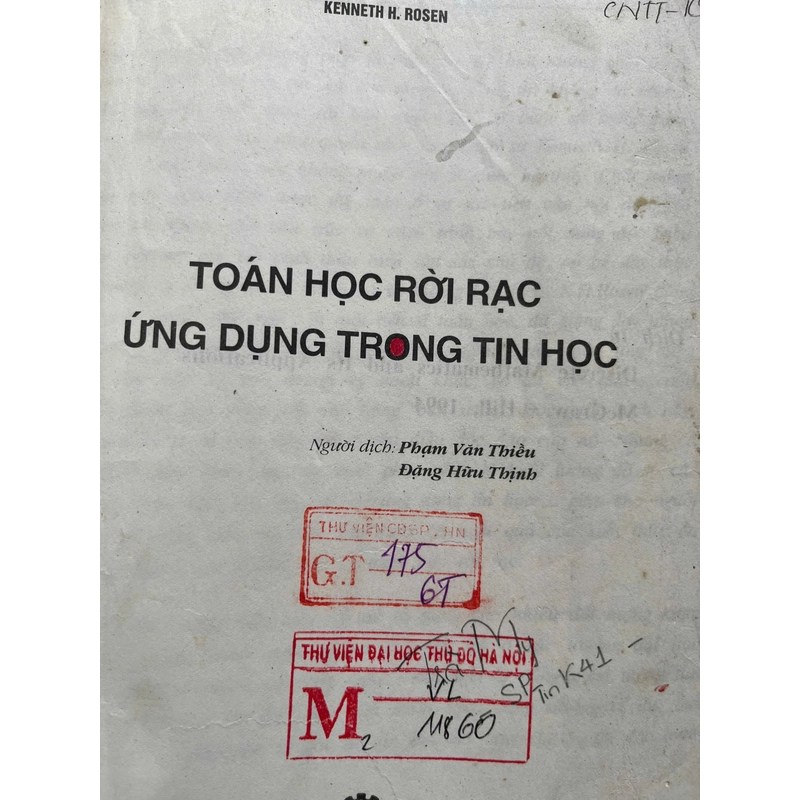 KENNETH H. ROSEN
CNTT-
TOÁN HỌC RỜI RẠC
ỨNG DỤNG TRONG TIN HỌC
Người dịch: Phạm Văn Thiều
Đặng Hữu Thịnh
THƯ VIỆN CĐSP. HN
G.T 175
GT
THƯ VIỆN ĐẠI HỌC THỦ ĐÔ HÀ NỘI
VL
M2 11860
SP Tin K41